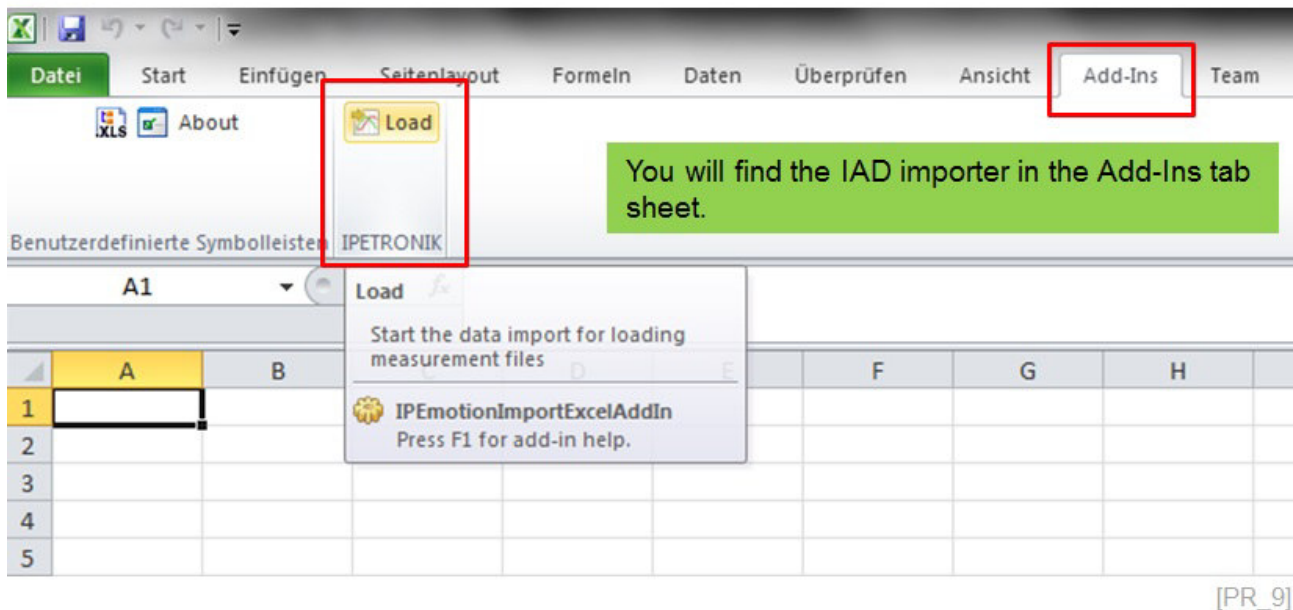 Datei Start Einfügen Seitenlayout Formeln Daten Überprüfen Ansicht Add-Ins Team
.XLS About Load
You will find the IAD importer in the Add-Ins tab
sheet.
Benutzerdefinierte Symbolleisten IPETRONIK
A1
Load fx
Start the data import for loading
measurement files
A B C D E F G H
IPEmotionImportExcelAddIn
Press F1 for add-in help.
1
2
3
4
5
[PR_9]